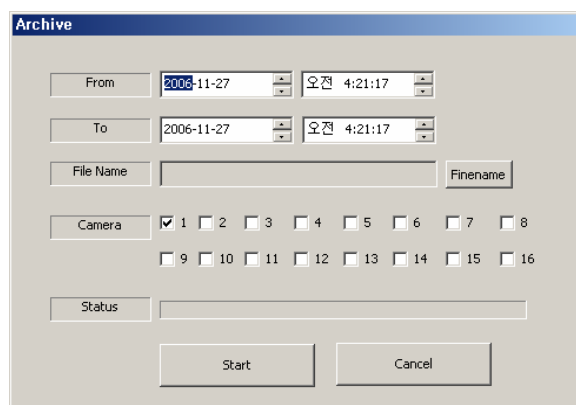 Archive
From 2006-11-27 오전 4:21:17
To 2006-11-27 오전 4:21:17
File Name Finename
Camera 1 2 3 4 5 6 7 8
9 10 11 12 13 14 15 16
Status
Start Cancel